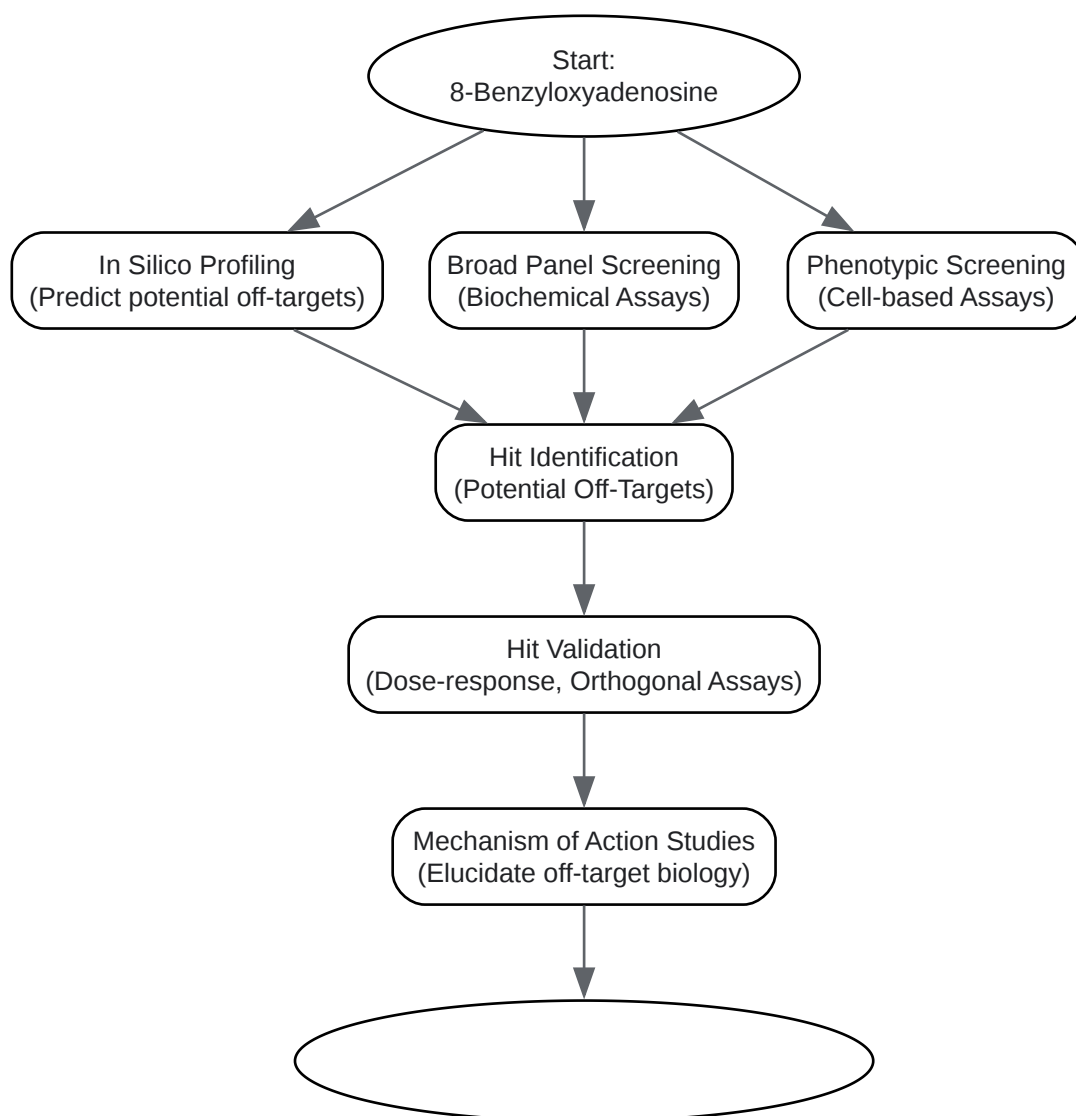 Start:
8-Benzyloxyadenosine
In Silico Profiling
(Predict potential off-targets)
Broad Panel Screening
(Biochemical Assays)
Phenotypic Screening
(Cell-based Assays)
Hit Identification
(Potential Off-Targets)
Hit Validation
(Dose-response, Orthogonal Assays)
Mechanism of Action Studies
(Elucidate off-target biology)